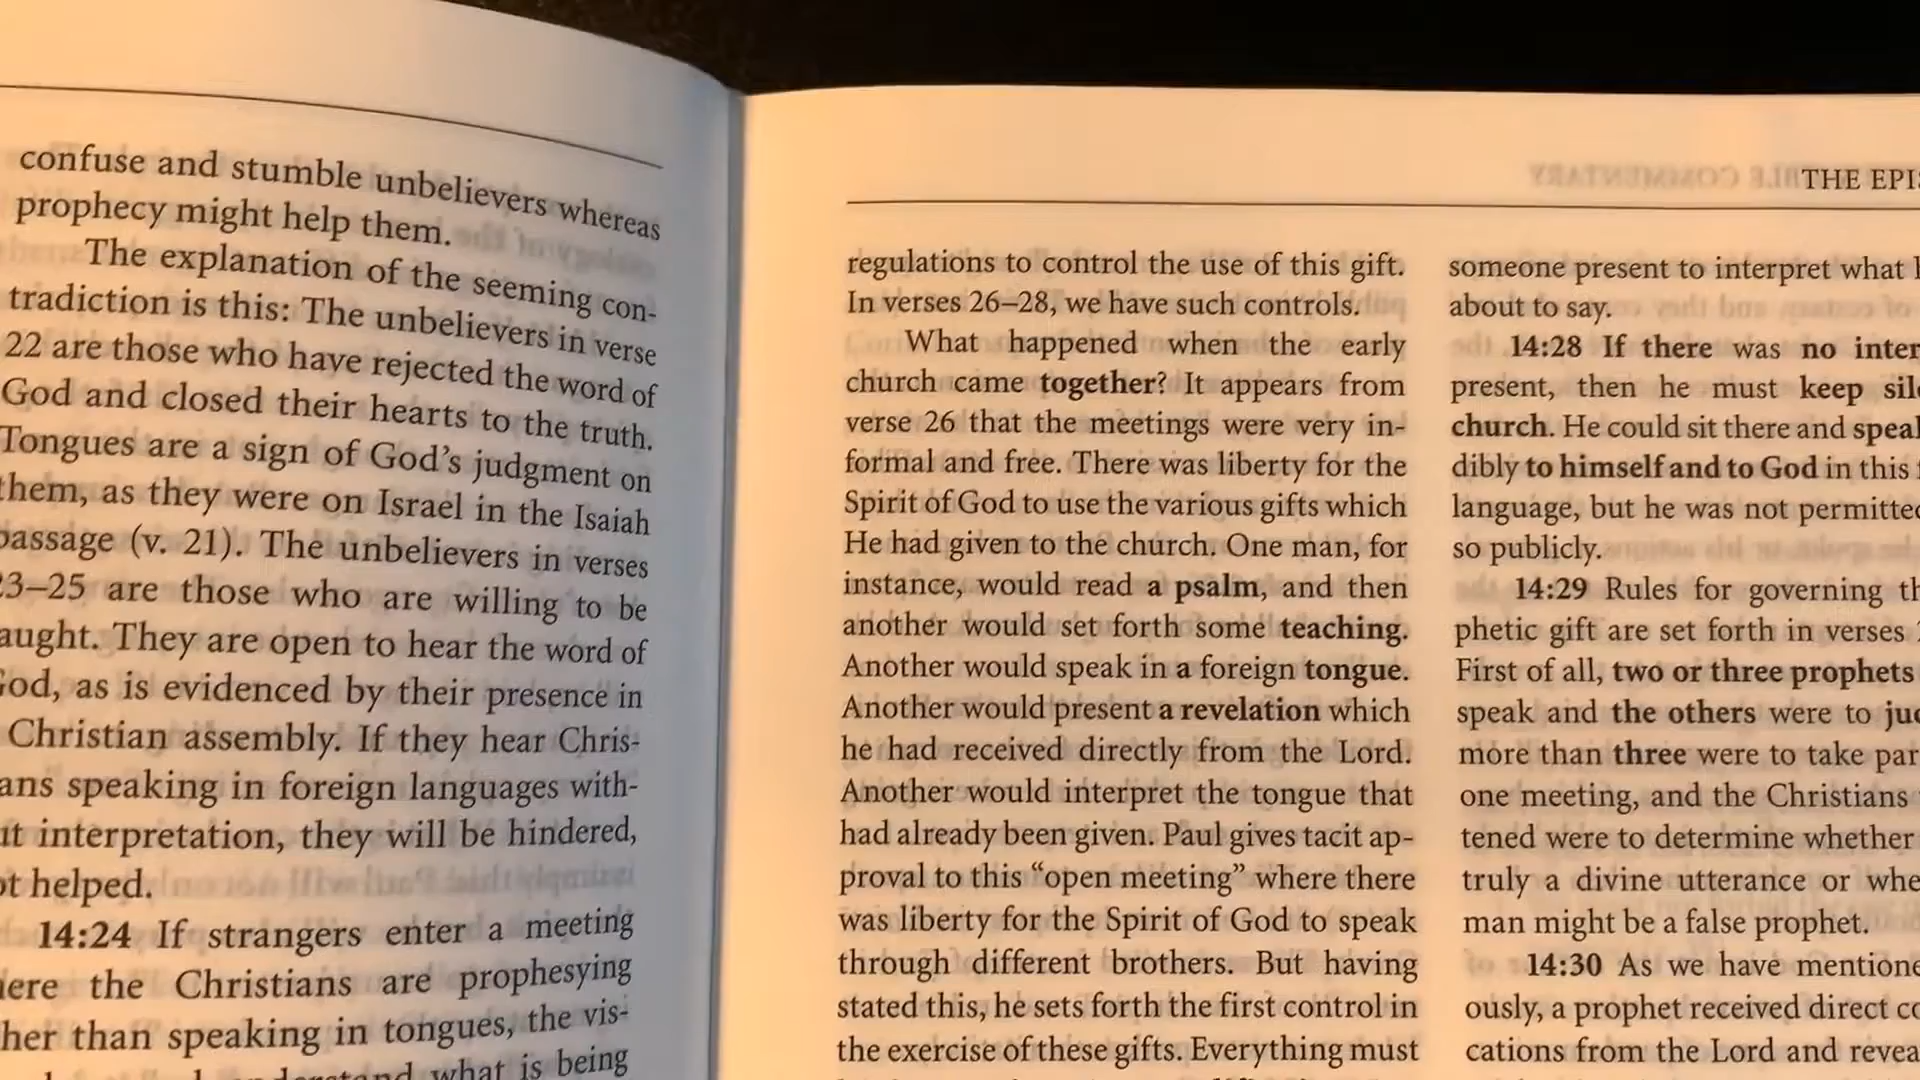 confuse and stumble unbelievers whereas
prophecy might help them.
The explanation of the seeming con-
tradiction is this: The unbelievers in verse
22 are those who have rejected the word of
God and closed their hearts to the truth.
Tongues are a sign of God's judgment on
them, as they were on Israel in the Isaiah
passage (v. 21). The unbelievers in verses
23–25 are those who are willing to be
aught. They are open to hear the word of
God, as is evidenced by their presence in
Christian assembly. If they hear Chris-
ans speaking in foreign languages with-
ut interpretation, they will be hindered,
ot helped.
14:24 If strangers enter a meeting
ere the Christians are prophesying
her than speaking in tongues, the vis-
what is being
THE EPIS
regulations to control the use of this gift.
In verses 26–28, we have such controls.
What happened when the early
church came together? It appears from
verse 26 that the meetings were very in-
formal and free. There was liberty for the
Spirit of God to use the various gifts which
He had given to the church. One man, for
instance, would read a psalm, and then
another would set forth some teaching.
Another would speak in a foreign tongue.
Another would present a revelation which
he had received directly from the Lord.
Another would interpret the tongue that
had already been given. Paul gives tacit ap-
proval to this “open meeting” where there
was liberty for the Spirit of God to speak
through different brothers. But having
stated this, he sets forth the first control in
the exercise of these gifts. Everything must
someone present to interpret what
about to say.
14:28 If there was no inter
present, then he must keep sil
church. He could sit there and speak
dibly to himself and to God in this
language, but he was not permitted
so publicly.
14:29 Rules for governing th
phetic gift are set forth in verses
First of all, two or three prophets
speak and the others were to jud
more than three were to take par
one meeting, and the Christians
tened were to determine whether
truly a divine utterance or whe
man might be a false prophet.
14:30 As we have mentione
ously, a prophet received direct co
cations from the Lord and revea